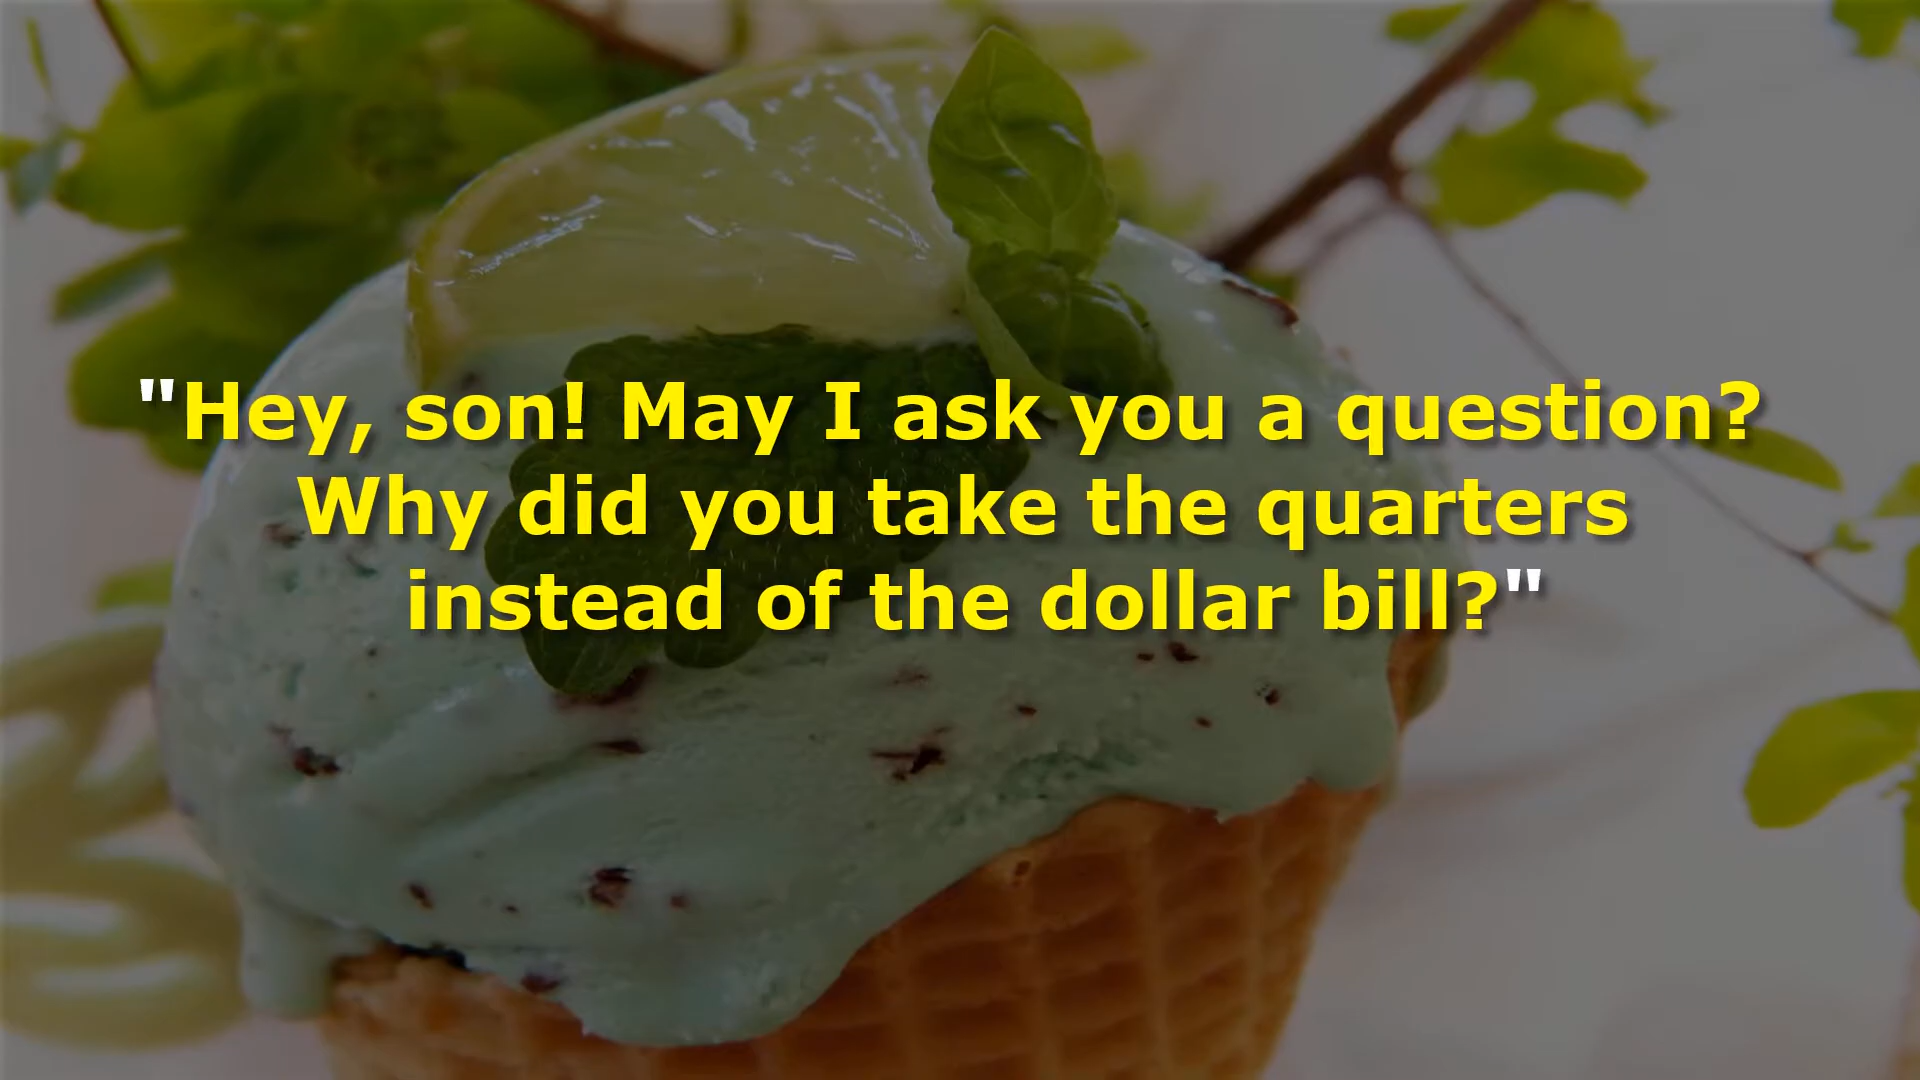 "Hey, son! May I ask you a question?
Why did you take the quarters
instead of the dollar bill?"